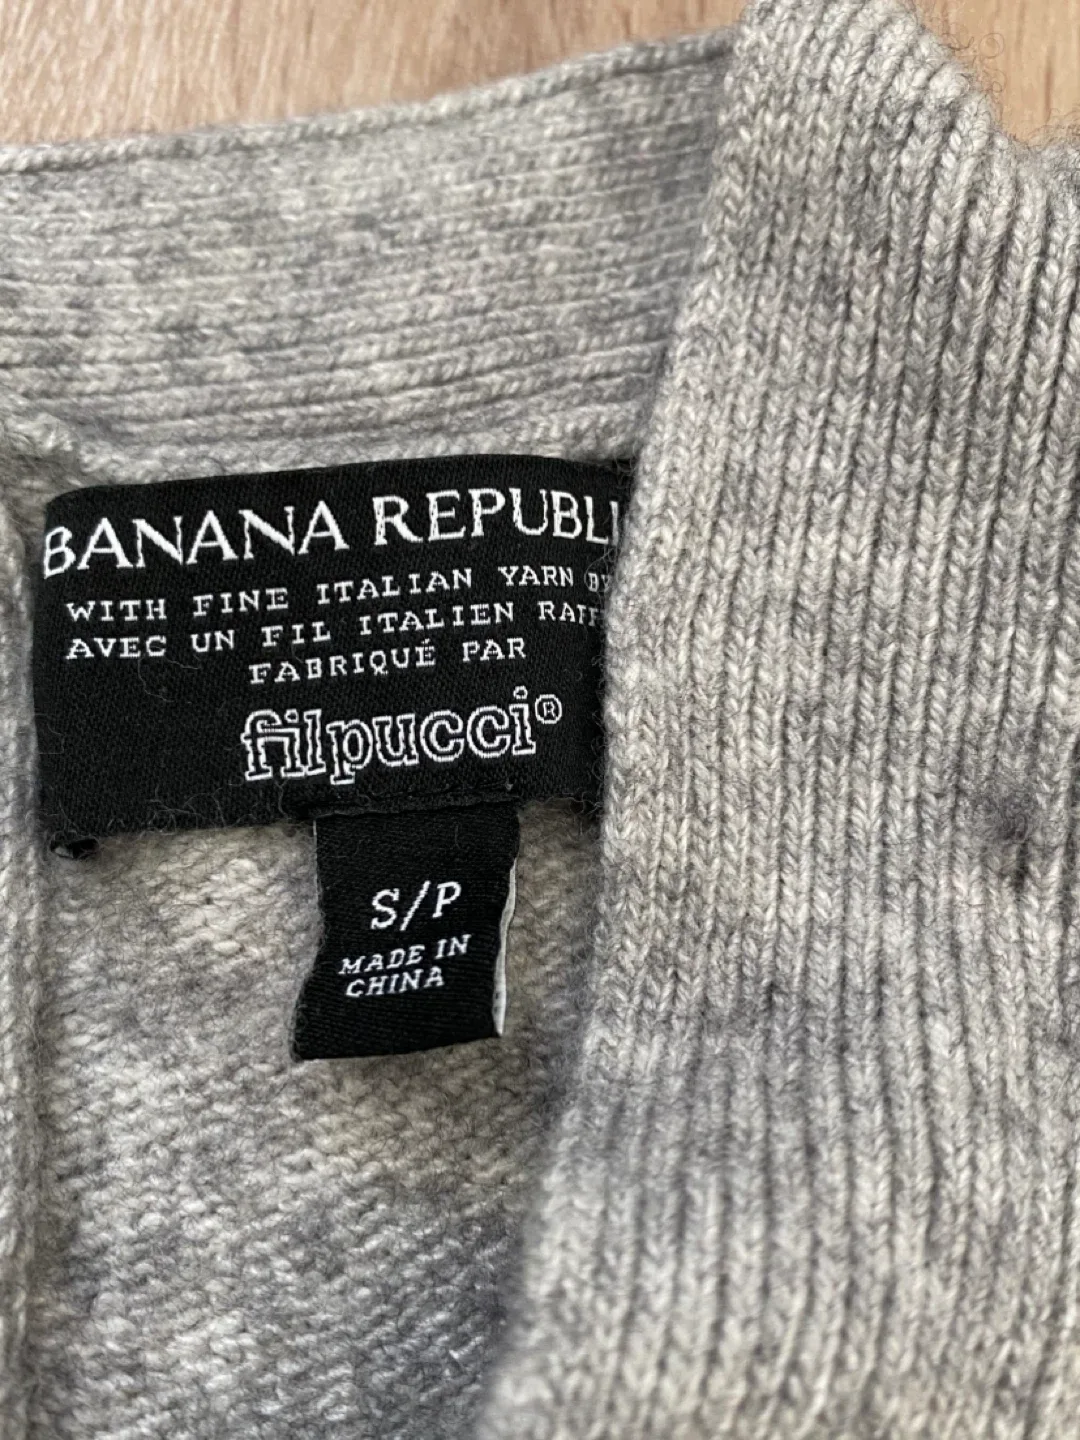 BANANA REPUBLI
WITH FINE ITALIAN YARN BY
AVEC UN FIL ITALIEN RAFF
FABRIQUÉ PAR
filpucci®
S/P
MADE IN
CHINA